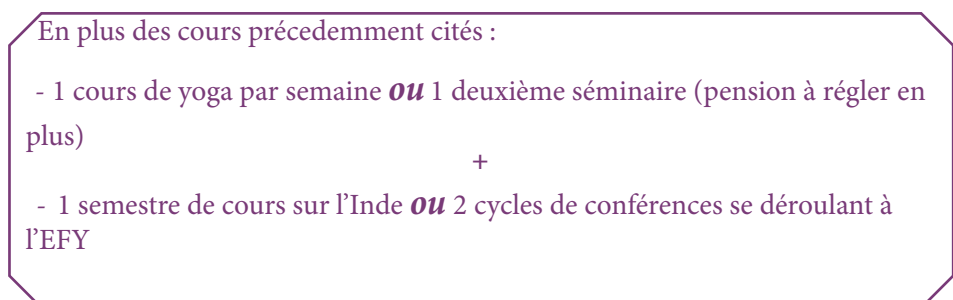 En plus des cours précedemment cités :
- 1 cours de yoga par semaine ou 1 deuxième séminaire (pension à régler en
plus)
+
- 1 semestre de cours sur l'Inde ou 2 cycles de conférences se déroulant à
l'EFY